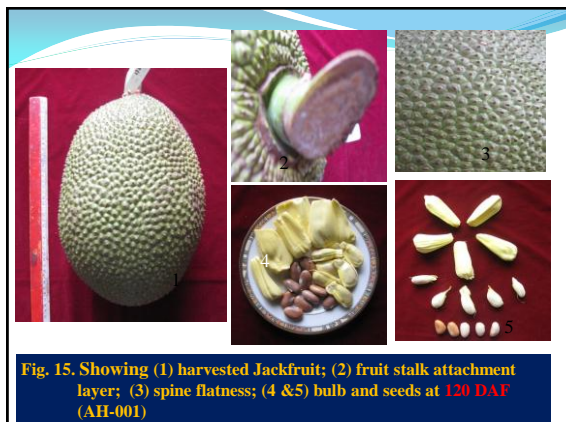 1
2
3
4
5
Fig. 15. Showing (1) harvested Jackfruit; (2) fruit stalk attachment
layer; (3) spine flatness; (4 &5) bulb and seeds at 120 DAF
(AH-001)